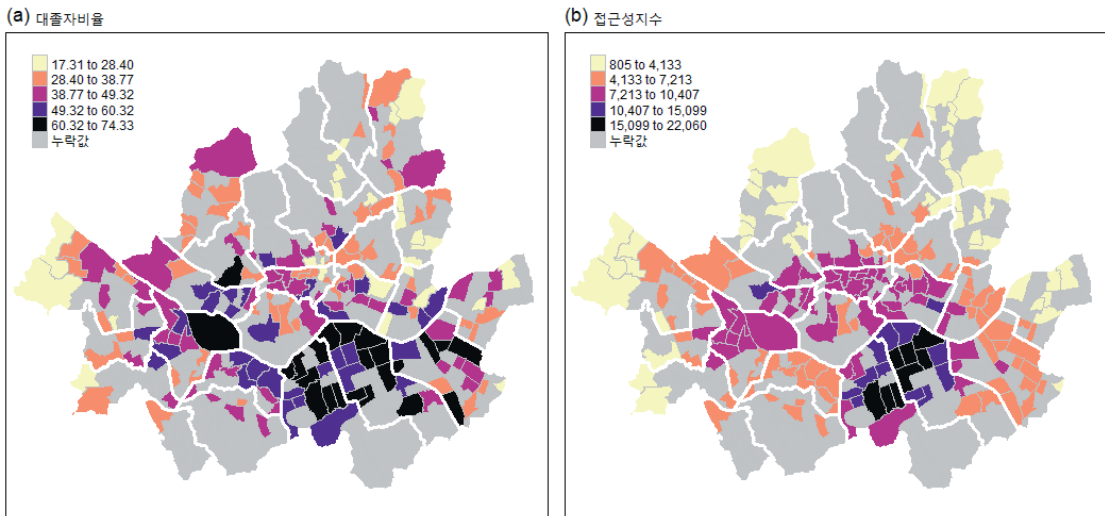 (a) 대졸자비율
17.31 to 28.40
28.40 to 38.77
38.77 to 49.32
49.32 to 60.32
60.32 to 74.33
누락값
(b) 접근성지수
805 to 4,133
4,133 to 7,213
7,213 to 10,407
10,407 to 15,099
15,099 to 22,060
누락값